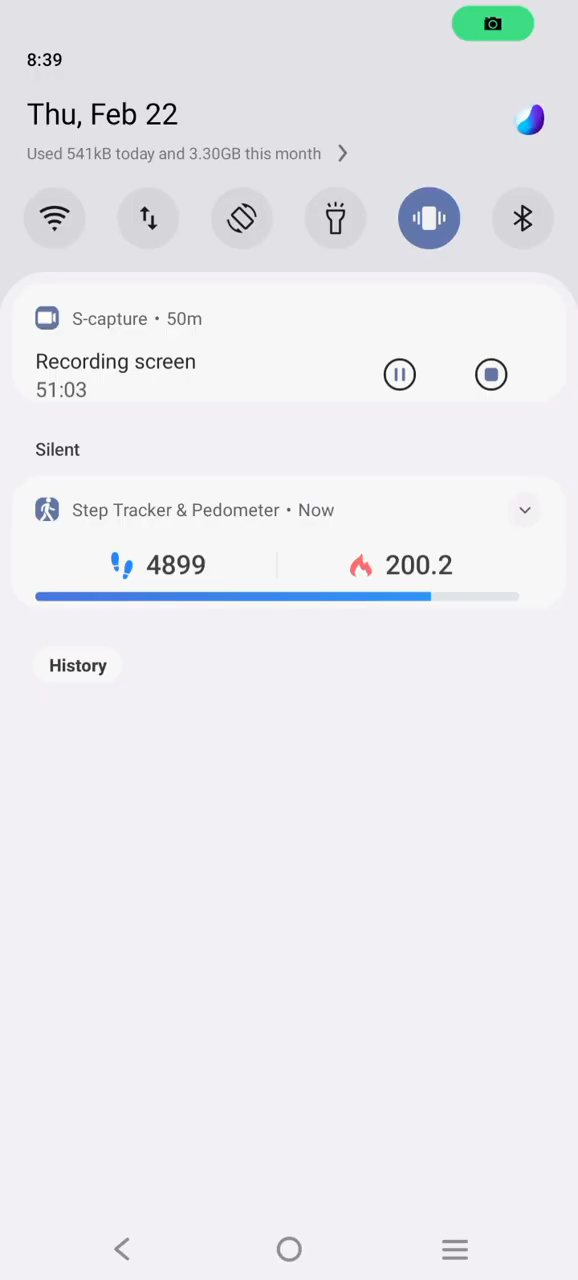 8:39
Thu, Feb 22
Used 541kB today and 3.30GB this month
S-capture • 50m
Recording screen
51:03
Silent
Step Tracker & Pedometer • Now
4899 200.2
History